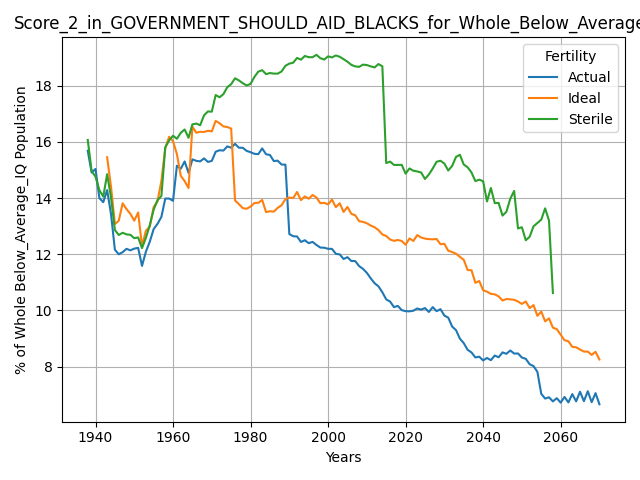 Score_2_in_GOVERNMENT_SHOULD_AID_BLACKS_for_Whole_Below_Average
% of Whole Below_Average_IQ Population
18
16
14
12
10
8
1940 1960 1980 2000 2020 2040 2060
Years
Fertility
Actual
Ideal
Sterile